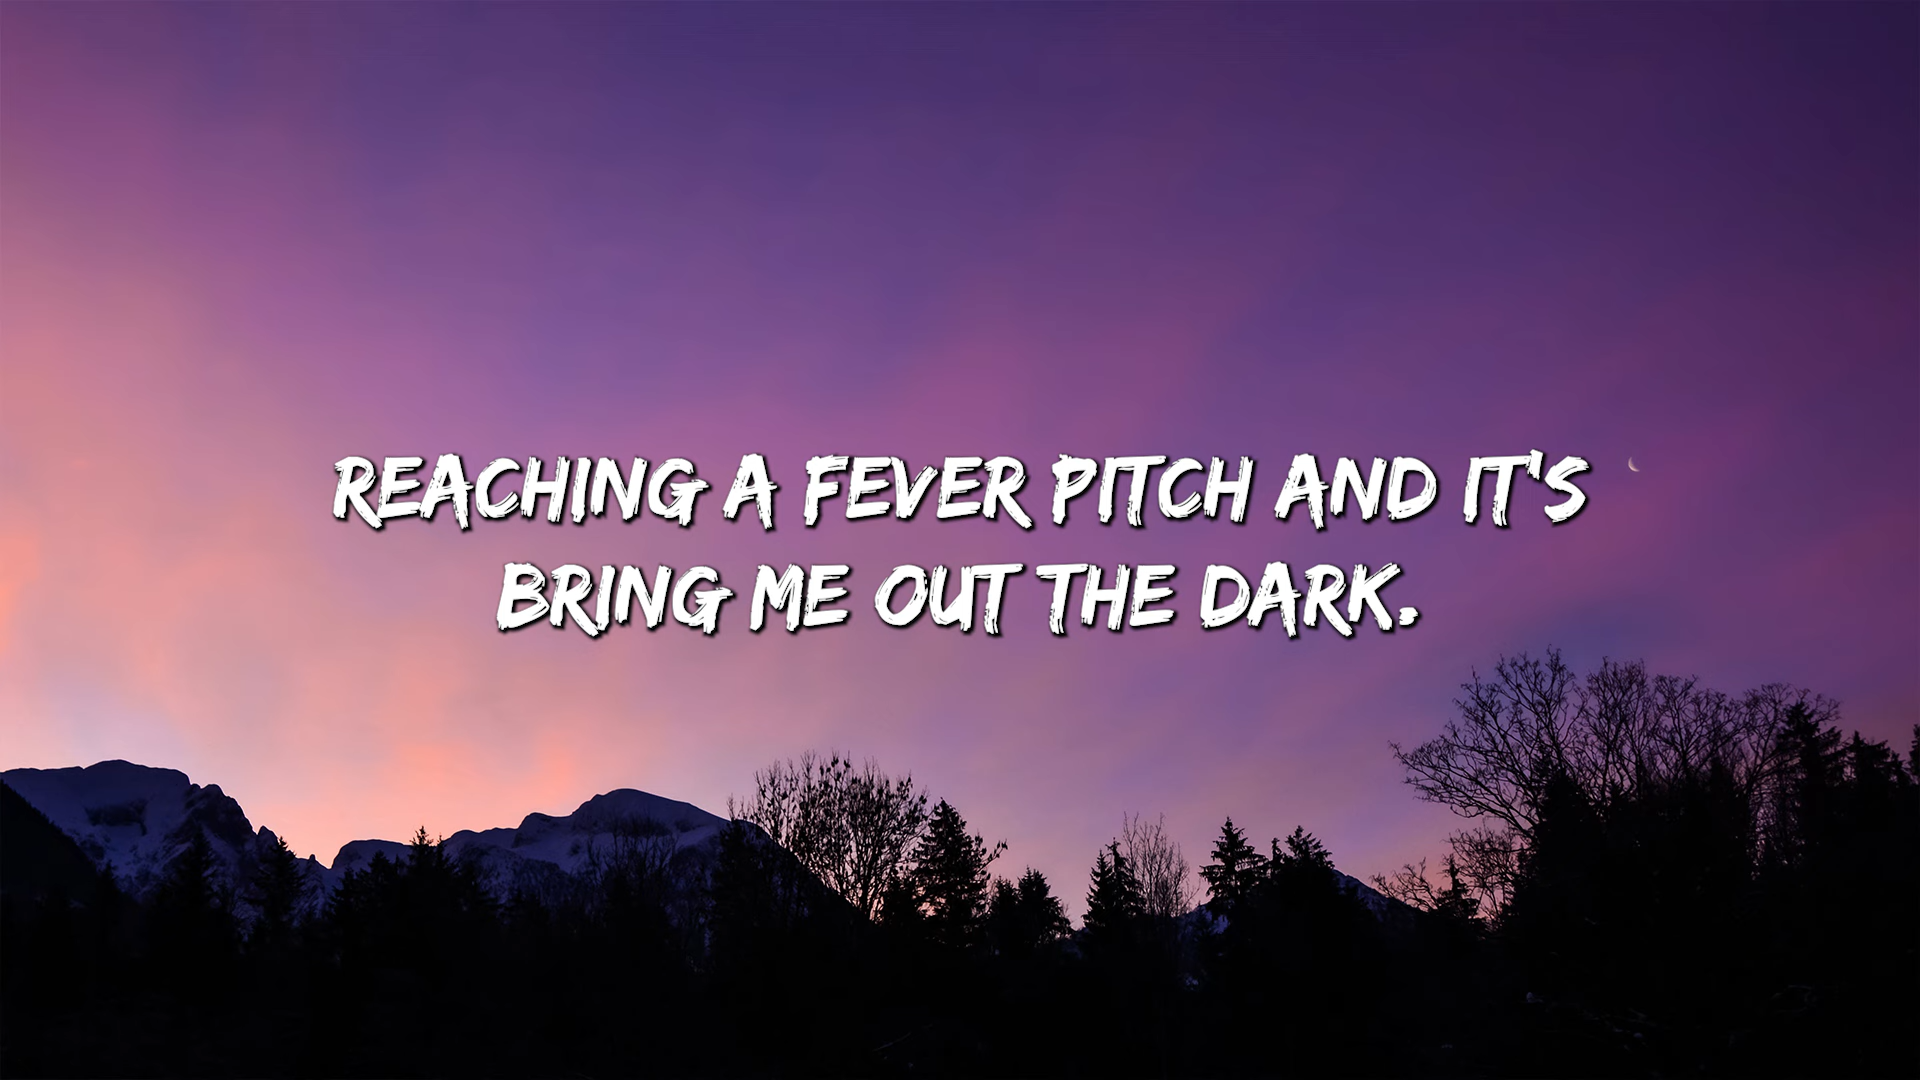 REACHING A FEVER PITCH AND IT'S
BRING ME OUT THE DARK.